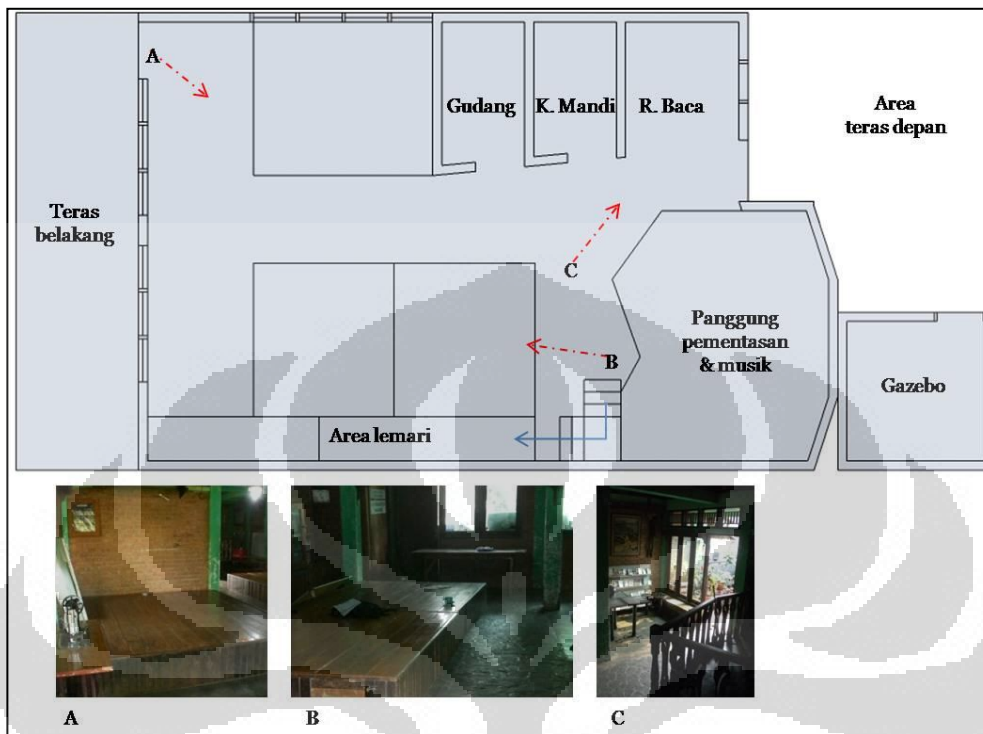 A
Gudang
K. Mandi
R. Baca
Area
teras depan
Teras
belakang
C
Panggung
pementasan
& musik
B
Gazebo
Area lemari
A
B
C